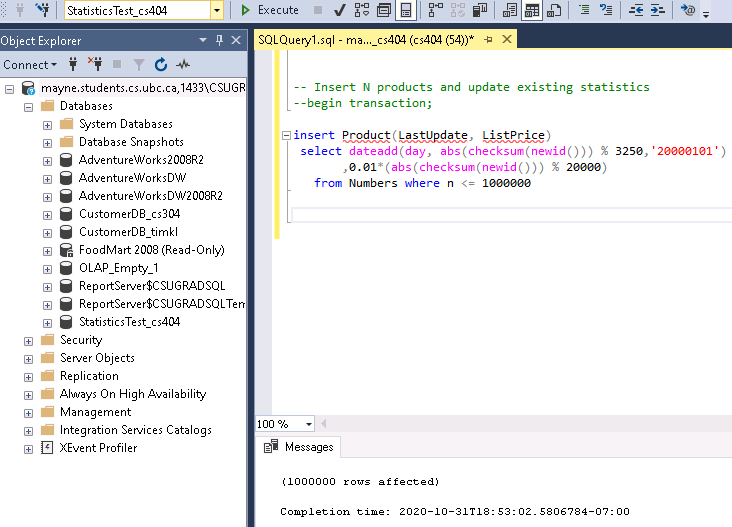 StatisticsTest_cs404
Execute
Object Explorer
Connect
mayne.students.cs.ubc.ca,1433\CSUGR
Databases
System Databases
Database Snapshots
AdventureWorks2008R2
AdventureWorksDW
AdventureWorksDW2008R2
CustomerDB_cs304
CustomerDB_timkl
FoodMart 2008 (Read-Only)
OLAP_Empty_1
ReportServer$CSUGRADSQL
ReportServer$CSUGRADSQLTem
StatisticsTest_cs404
Security
Server Objects
Replication
Always On High Availability
Management
Integration Services Catalogs
XEvent Profiler
SQLQuery1.sql - ma..._cs404 (cs404 (54))*
-- Insert N products and update existing statistics
--begin transaction;
insert Product(LastUpdate, ListPrice)
select dateadd(day, abs(checksum(newid())) % 3250,'20000101')
,0.01*(abs(checksum(newid())) % 20000)
from Numbers where n <= 1000000
100 %
Messages
(1000000 rows affected)
Completion time: 2020-10-31T18:53:02.5806784-07:00